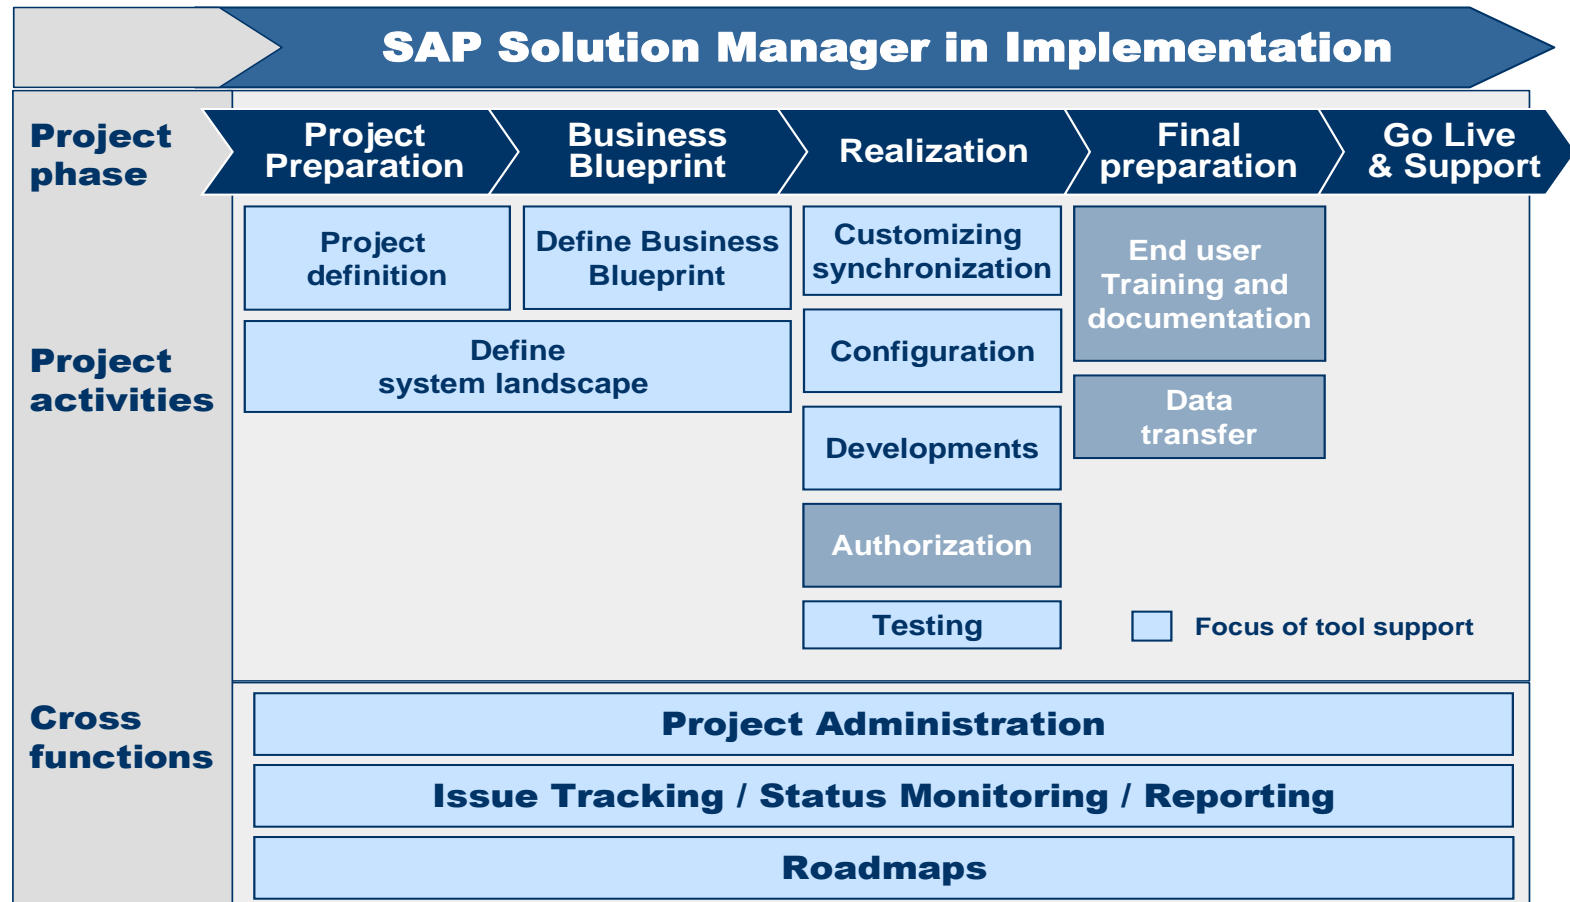 SAP Solution Manager in Implementation
Project
phase
Project
Preparation
Business
Blueprint
Realization
Final
preparation
Go Live
& Support
Project
activities
Project
definition
Define Business
Blueprint
Define
system landscape
Customizing
synchronization
Configuration
Developments
Authorization
Testing
End user
Training and
documentation
Data
transfer
Focus of tool support
Cross
functions
Project Administration
Issue Tracking / Status Monitoring / Reporting
Roadmaps